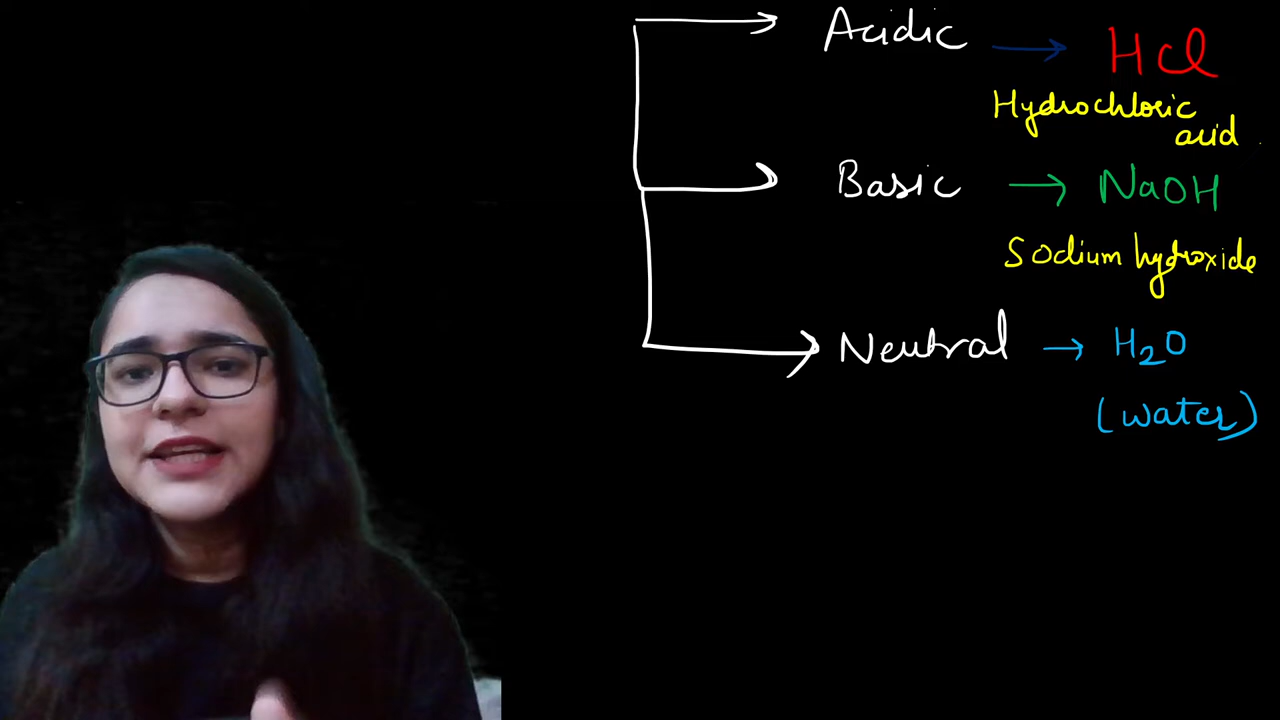 Acidic → HCl
Hydrochloric
acid
Basic → NaOH
Sodium hydroxide
Neutral → H₂O
(water)